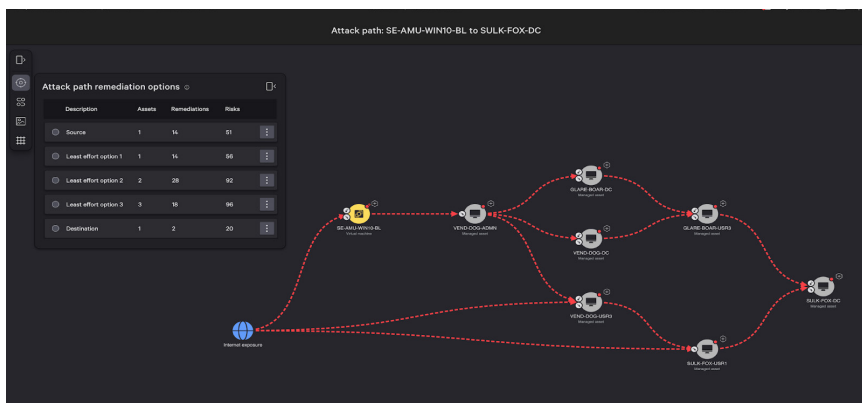 Attack path: SE-AMU-WIN10-BL to SULK-FOX-DC
Attack path remediation options
Description Assets Remediations Risks
Source 1 14 51
Least effort option 1 1 14 56
Least effort option 2 2 28 92
Least effort option 3 3 18 96
Destination 1 2 20
GLARE-BOAR-DC
Managed asset
SE-AMU-WIN10-BL
Virtual machine
VEND-DOG-ADMN
Managed asset
GLARE-BOAR-USR3
Managed asset
VEND-DOG-DC
Managed asset
SULK-FOX-DC
Managed asset
VEND-DOG-USR3
Managed asset
Internet exposure
SULK-FOX-USR1
Managed asset